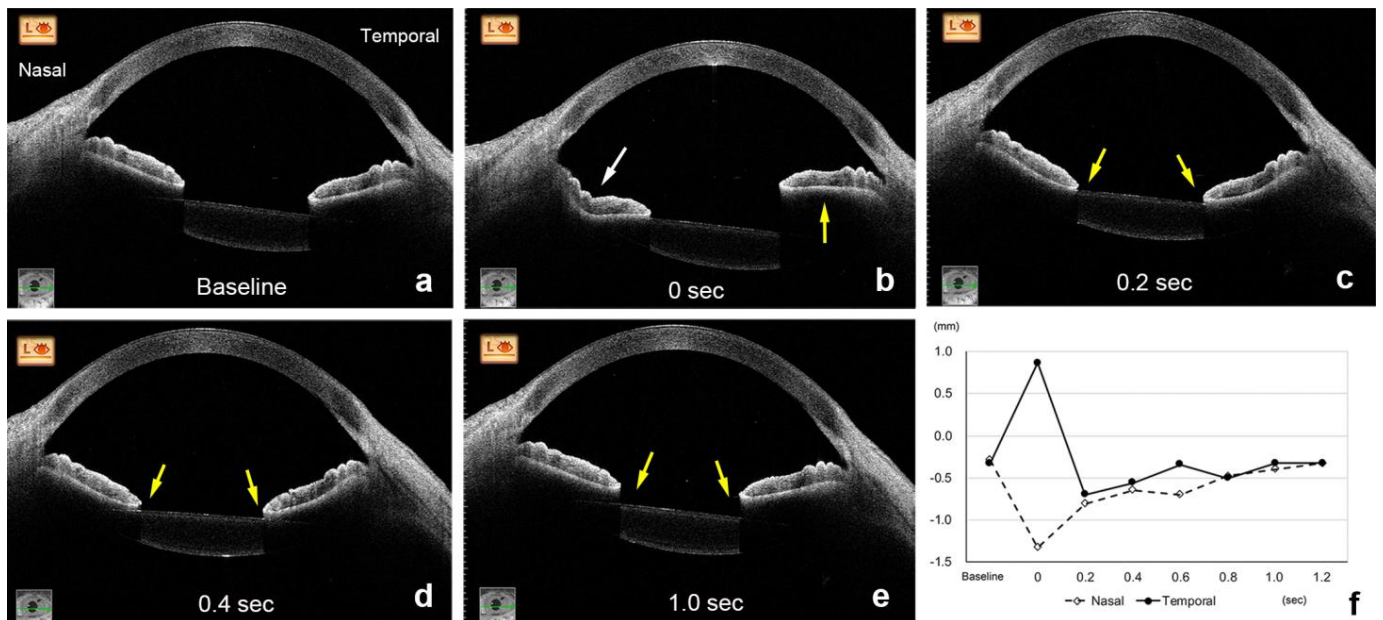 L
Temporal
Nasal
Baseline
a
L
0 sec
b
L
0.2 sec
c
L
0.4 sec
d
L
1.0 sec
e
(mm)
1.0
0.5
0.0
-0.5
-1.0
-1.5
Baseline 0 0.2 0.4 0.6 0.8 1.0 1.2
Nasal Temporal (sec)
f